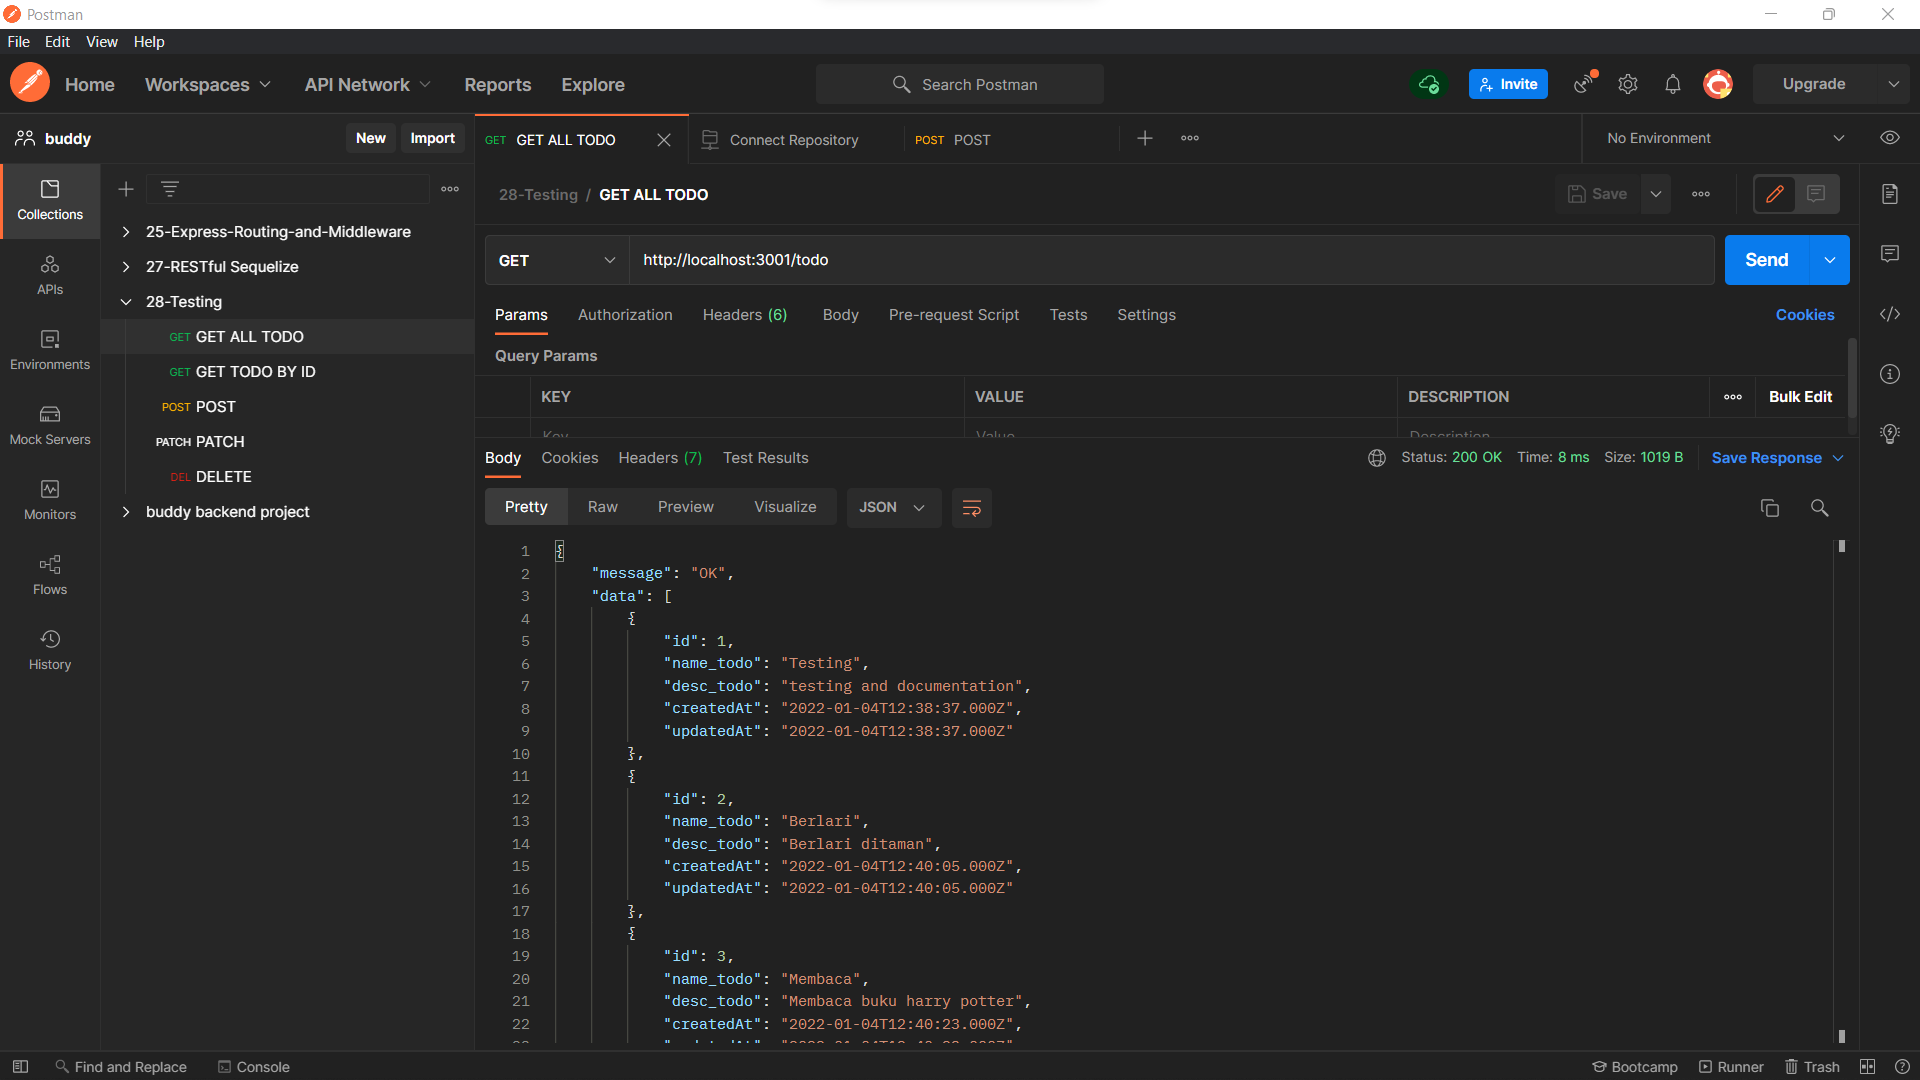 Postman
File Edit View Help
Home Workspaces API Network Reports Explore
Search Postman
Invite
Upgrade
buddy
New Import
GET GET ALL TODO
Connect Repository
POST POST
No Environment
Collections
APIs
Environments
Mock Servers
Monitors
Flows
History
25-Express-Routing-and-Middleware
27-RESTful Sequelize
28-Testing
GET GET ALL TODO
GET GET TODO BY ID
POST POST
PATCH PATCH
DEL DELETE
buddy backend project
28-Testing / GET ALL TODO
Save
GET http://localhost:3001/todo
Send
Params Authorization Headers (6) Body Pre-request Script Tests Settings
Cookies
Query Params
KEY VALUE DESCRIPTION
Bulk Edit
Key Value Description
Body Cookies Headers (7) Test Results
Status: 200 OK Time: 8 ms Size: 1019 B
Save Response
Pretty Raw Preview Visualize JSON
1 {
2 "message": "OK",
3 "data": [
4 {
5 "id": 1,
6 "name_todo": "Testing",
7 "desc_todo": "testing and documentation",
8 "createdAt": "2022-01-04T12:38:37.000Z",
9 "updatedAt": "2022-01-04T12:38:37.000Z"
10 },
11 {
12 "id": 2,
13 "name_todo": "Berlari",
14 "desc_todo": "Berlari ditaman",
15 "createdAt": "2022-01-04T12:40:05.000Z",
16 "updatedAt": "2022-01-04T12:40:05.000Z"
17 },
18 {
19 "id": 3,
20 "name_todo": "Membaca",
21 "desc_todo": "Membaca buku harry potter",
22 "createdAt": "2022-01-04T12:40:23.000Z",
Find and Replace Console
Bootcamp Runner Trash